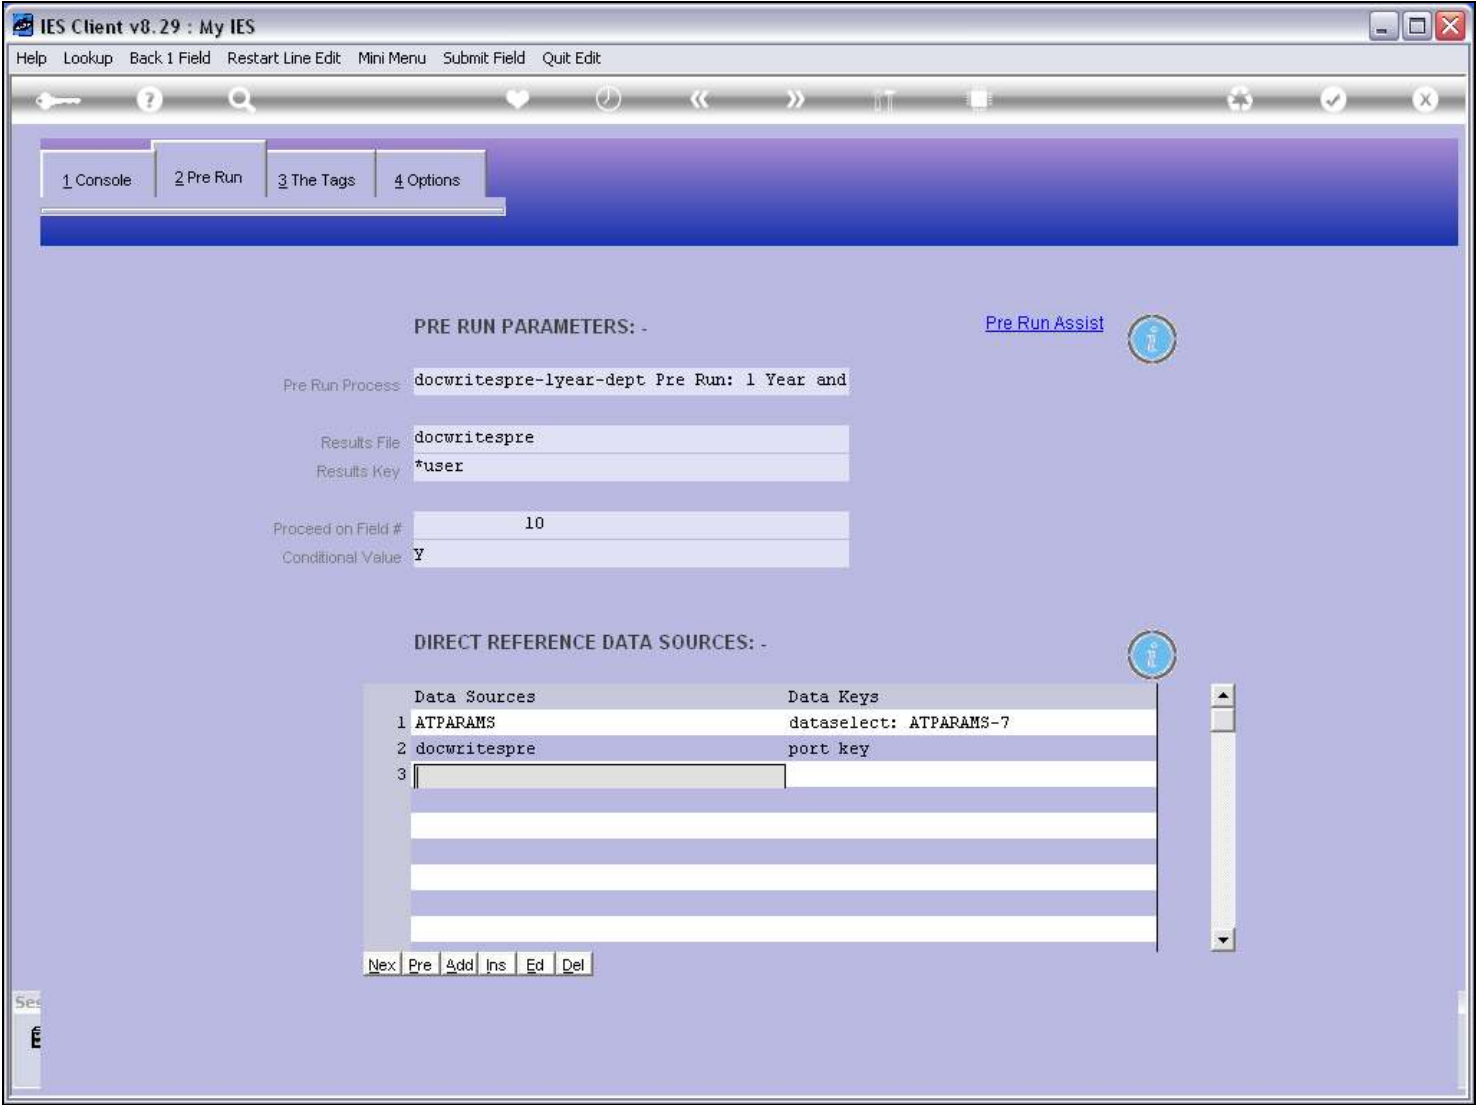 IES Client v8.29 : My IES
Help Lookup Back 1 Field Restart Line Edit Mini Menu Submit Field Quit Edit
1 Console 2 Pre Run 3 The Tags 4 Options
PRE RUN PARAMETERS: - Pre Run Assist
Pre Run Process docwritespre-1year-dept Pre Run: 1 Year and
Results File docwritespre
Results Key *user
Proceed on Field # 10
Conditional Value Y
DIRECT REFERENCE DATA SOURCES: -
Data Sources Data Keys
1 ATPARAMS dataselect: ATPARAMS-7
2 docwritespre port key
3
Nex Pre Add Ins Ed Del
Ses